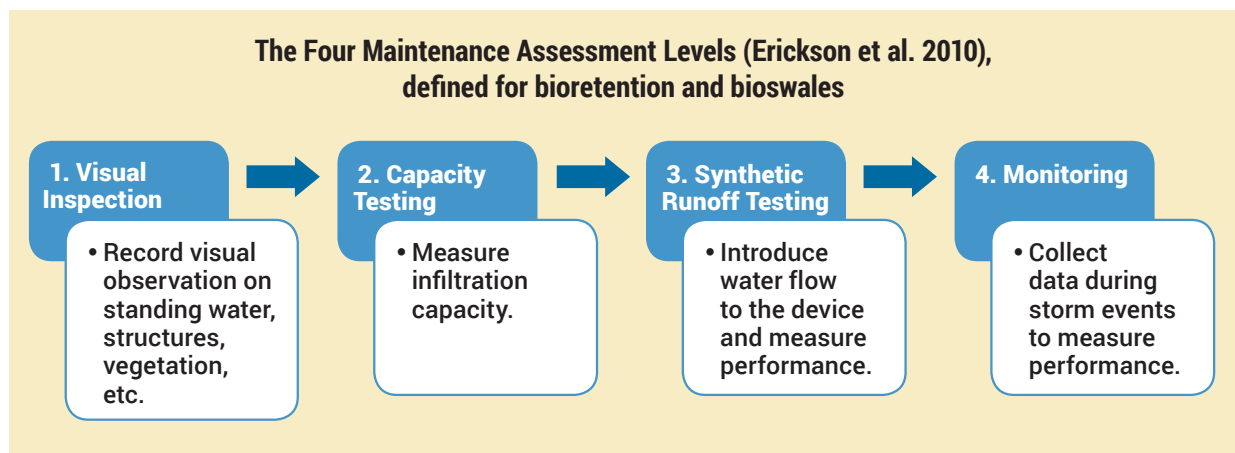 The Four Maintenance Assessment Levels (Erickson et al. 2010),
defined for bioretention and bioswales
1. Visual
Inspection
• Record visual
observation on
standing water,
structures,
vegetation,
etc.
2. Capacity
Testing
• Measure
infiltration
capacity.
3. Synthetic
Runoff Testing
• Introduce
water flow
to the device
and measure
performance.
4. Monitoring
• Collect
data during
storm events
to measure
performance.